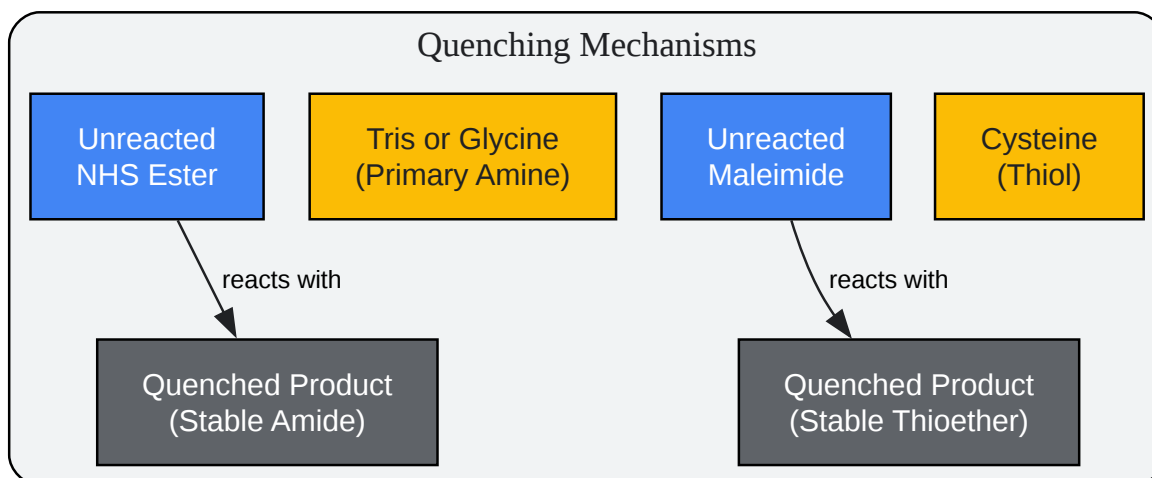 Quenching Mechanisms
Unreacted
NHS Ester
Tris or Glycine
(Primary Amine)
Unreacted
Maleimide
Cysteine
(Thiol)
reacts with
reacts with
Quenched Product
(Stable Amide)
Quenched Product
(Stable Thioether)